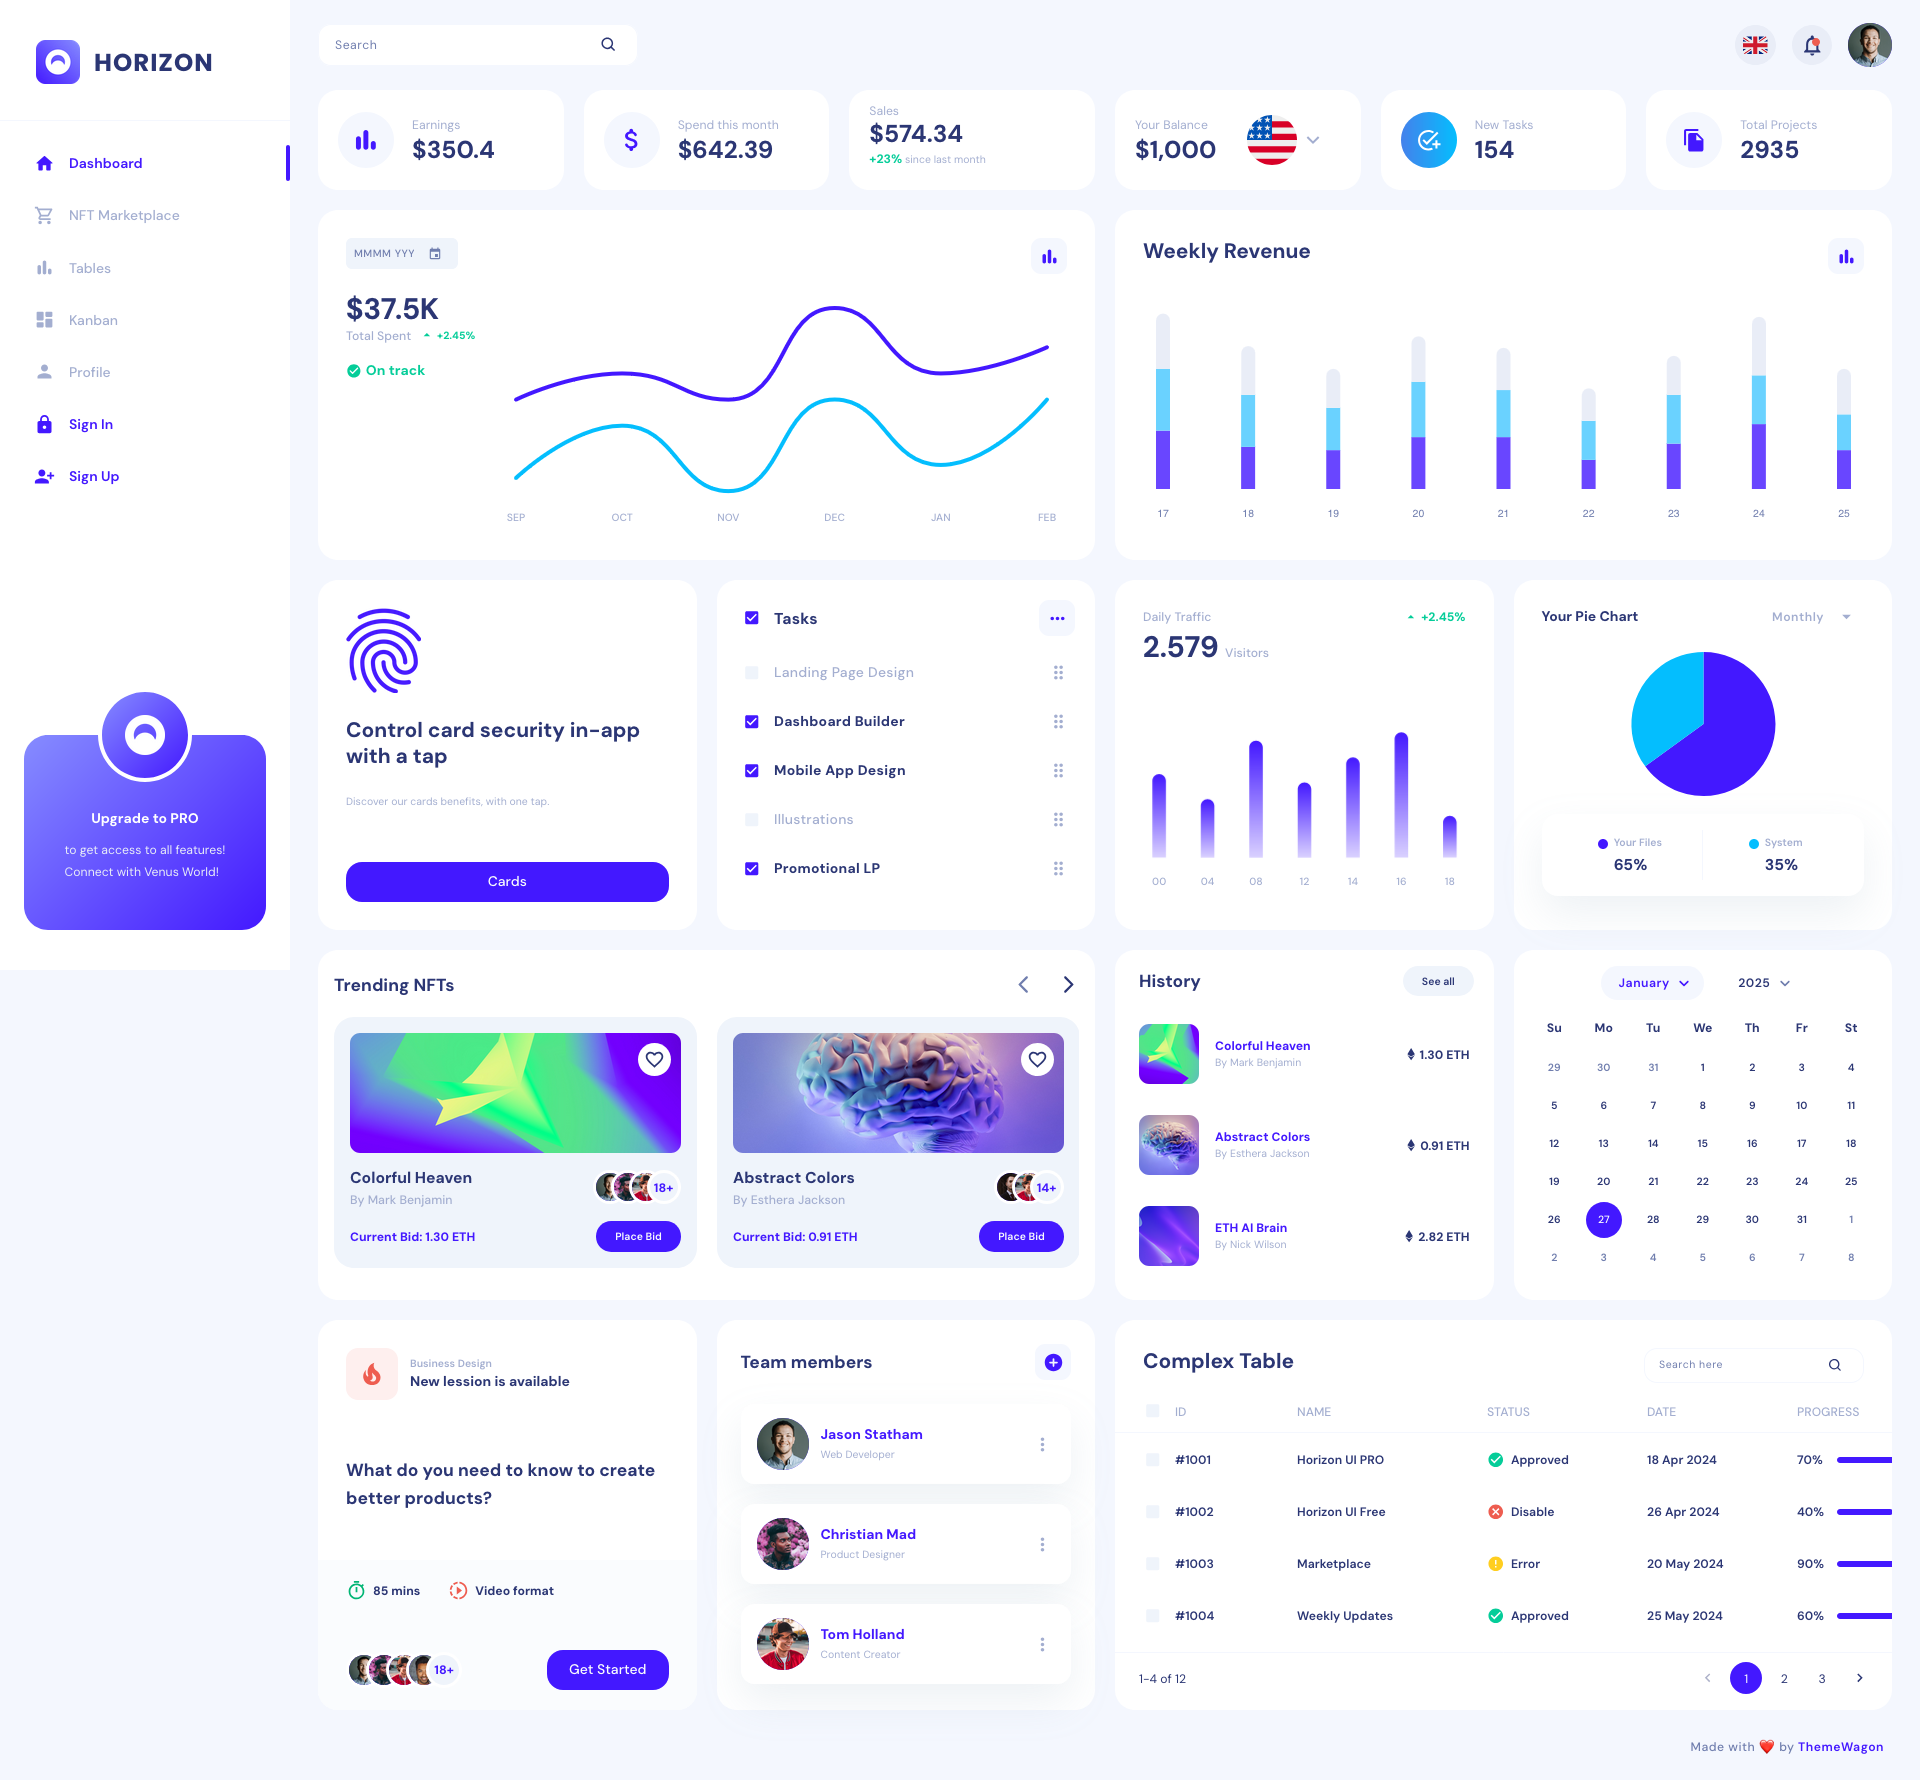 HORIZON
Dashboard
NFT Marketplace
Tables
Kanban
Profile
Sign In
Sign Up
Upgrade to PRO
to get access to all features!
Connect with Venus World!
Search
Earnings
$350.4
Spend this month
$642.39
Sales
$574.34
+23% since last month
Your Balance
$1,000
New Tasks
154
Total Projects
2935
MMMM YYY
$37.5K
Total Spent +2.45%
On track
SEP OCT NOV DEC JAN FEB
Weekly Revenue
17 18 19 20 21 22 23 24 25
Control card security in-app
with a tap
Discover our cards benefits, with one tap.
Cards
Tasks
Landing Page Design
Dashboard Builder
Mobile App Design
Illustrations
Promotional LP
Daily Traffic
+2.45%
2.579 Visitors
00 04 08 12 14 16 18
Your Pie Chart
Monthly
Your Files
65%
System
35%
Trending NFTs
Colorful Heaven
By Mark Benjamin
18+
Current Bid: 1.30 ETH
Place Bid
Abstract Colors
By Esthera Jackson
14+
Current Bid: 0.91 ETH
Place Bid
History
See all
Colorful Heaven
By Mark Benjamin
1.30 ETH
Abstract Colors
By Esthera Jackson
0.91 ETH
ETH AI Brain
By Nick Wilson
2.82 ETH
January 2025
Su Mo Tu We Th Fr St
29 30 31 1 2 3 4
5 6 7 8 9 10 11
12 13 14 15 16 17 18
19 20 21 22 23 24 25
26 27 28 29 30 31 1
2 3 4 5 6 7 8
Business Design
New lession is available
What do you need to know to create
better products?
85 mins Video format
18+
Get Started
Team members
Jason Statham
Web Developer
Christian Mad
Product Designer
Tom Holland
Content Creator
Complex Table
Search here
ID NAME STATUS DATE PROGRESS
#1001 Horizon UI PRO Approved 18 Apr 2024 70%
#1002 Horizon UI Free Disable 26 Apr 2024 40%
#1003 Marketplace Error 20 May 2024 90%
#1004 Weekly Updates Approved 25 May 2024 60%
1-4 of 12
1 2 3
Made with ❤️ by ThemeWagon